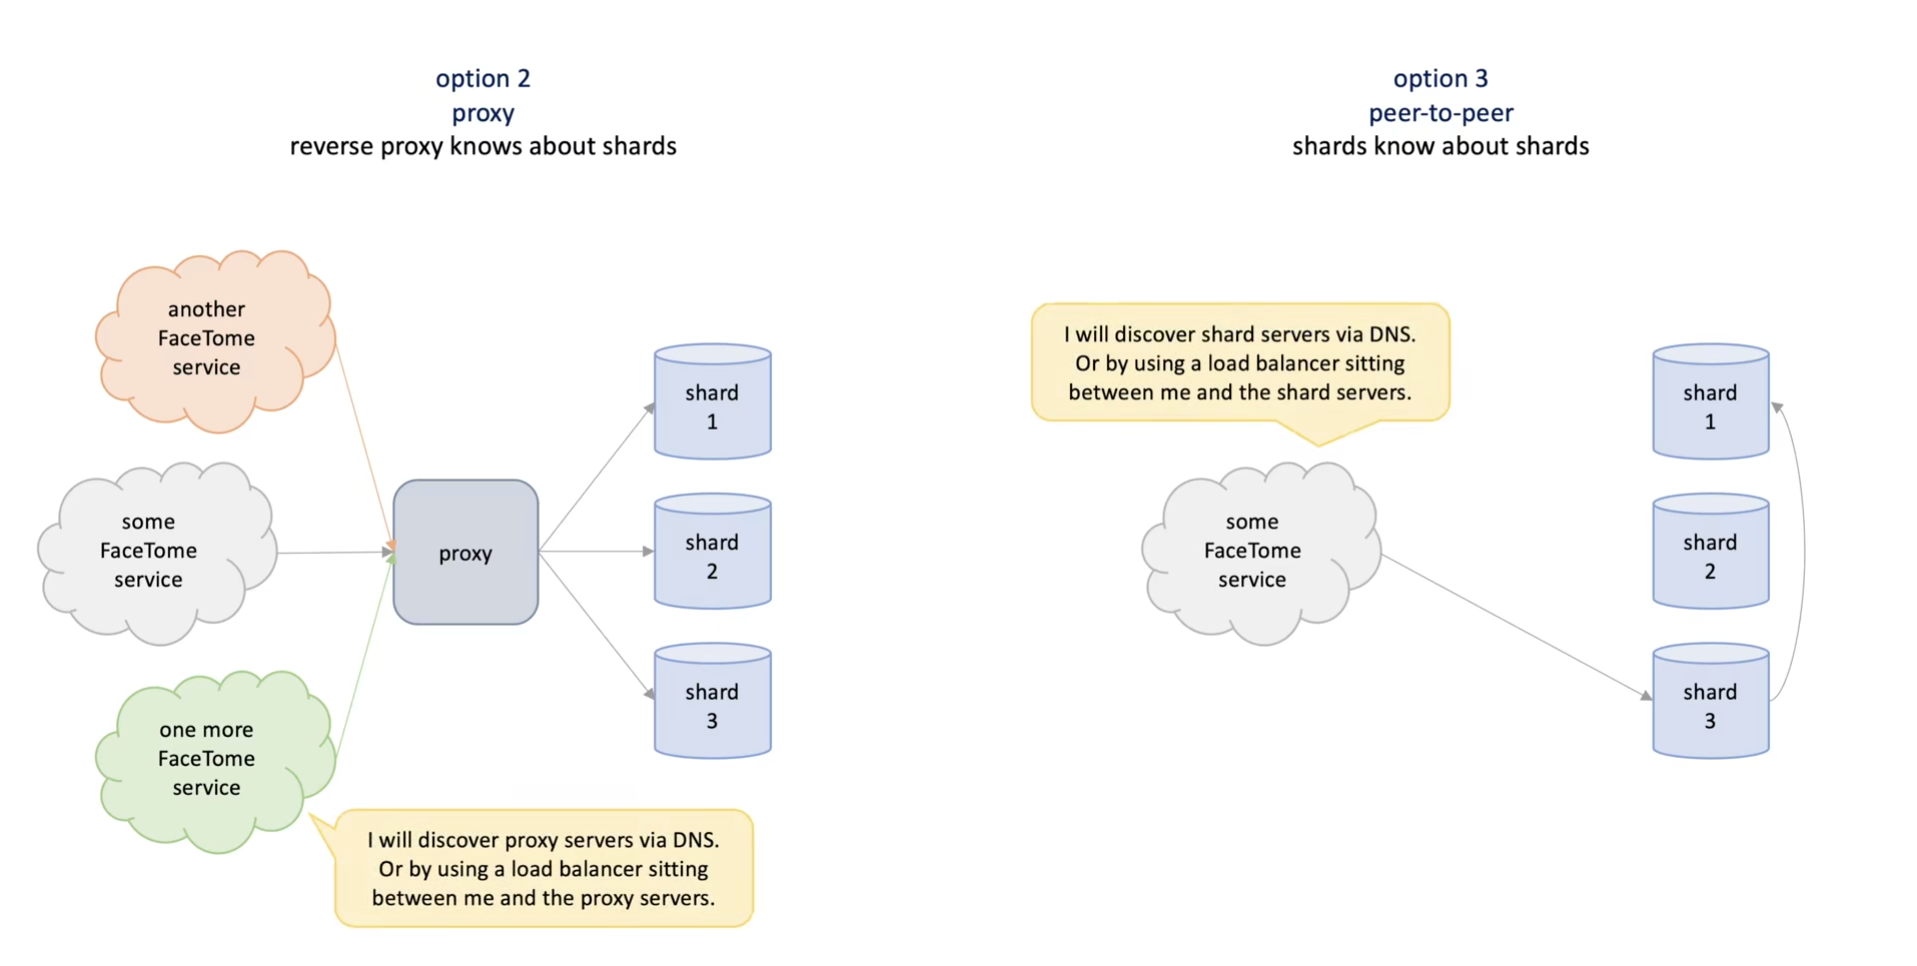 option 2
proxy
reverse proxy knows about shards
another
FaceTome
service
some
FaceTome
service
one more
FaceTome
service
proxy
shard
1
shard
2
shard
3
I will discover proxy servers via DNS.
Or by using a load balancer sitting
between me and the proxy servers.
option 3
peer-to-peer
shards know about shards
I will discover shard servers via DNS.
Or by using a load balancer sitting
between me and the shard servers.
some
FaceTome
service
shard
1
shard
2
shard
3